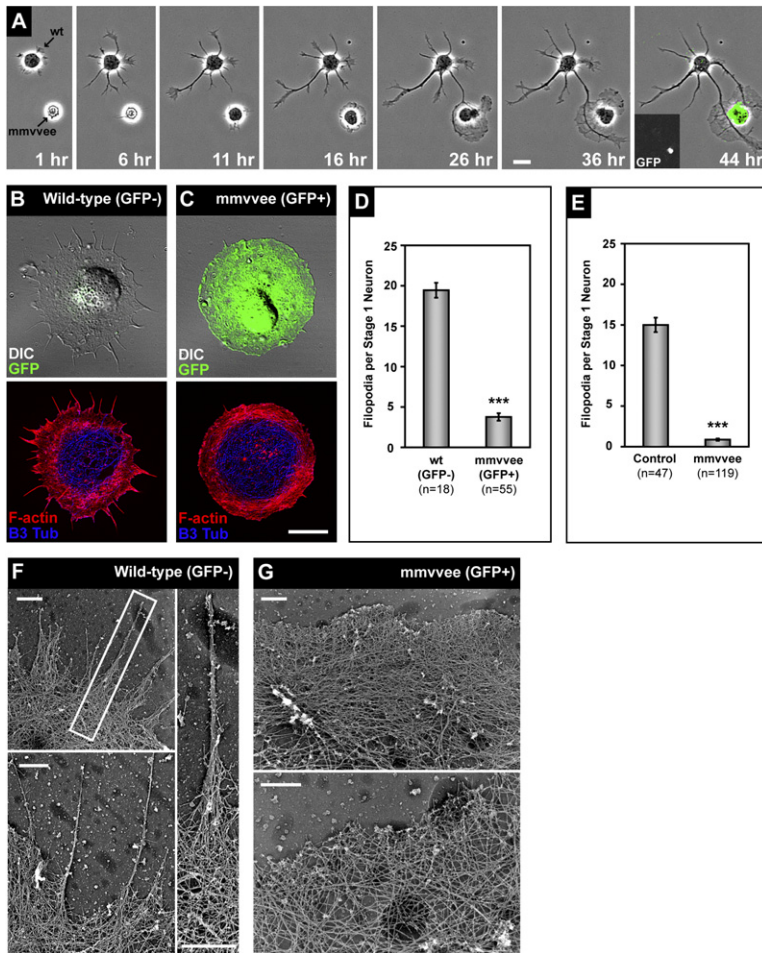 A
wt
mmvvee
1 hr
6 hr
11 hr
16 hr
26 hr
36 hr
GFP
44 hr
B
Wild-type (GFP-)
DIC
GFP
F-actin
B3 Tub
C
mmvvee (GFP+)
DIC
GFP
F-actin
B3 Tub
D
Filopodia per Stage 1 Neuron
25
20
15
10
5
0
***
wt
(GFP-)
(n=18)
mmvvee
(GFP+)
(n=55)
E
Filopodia per Stage 1 Neuron
25
20
15
10
5
0
***
Control
(n=47)
mmvvee
(n=119)
F
Wild-type (GFP-)
G
mmvvee (GFP+)